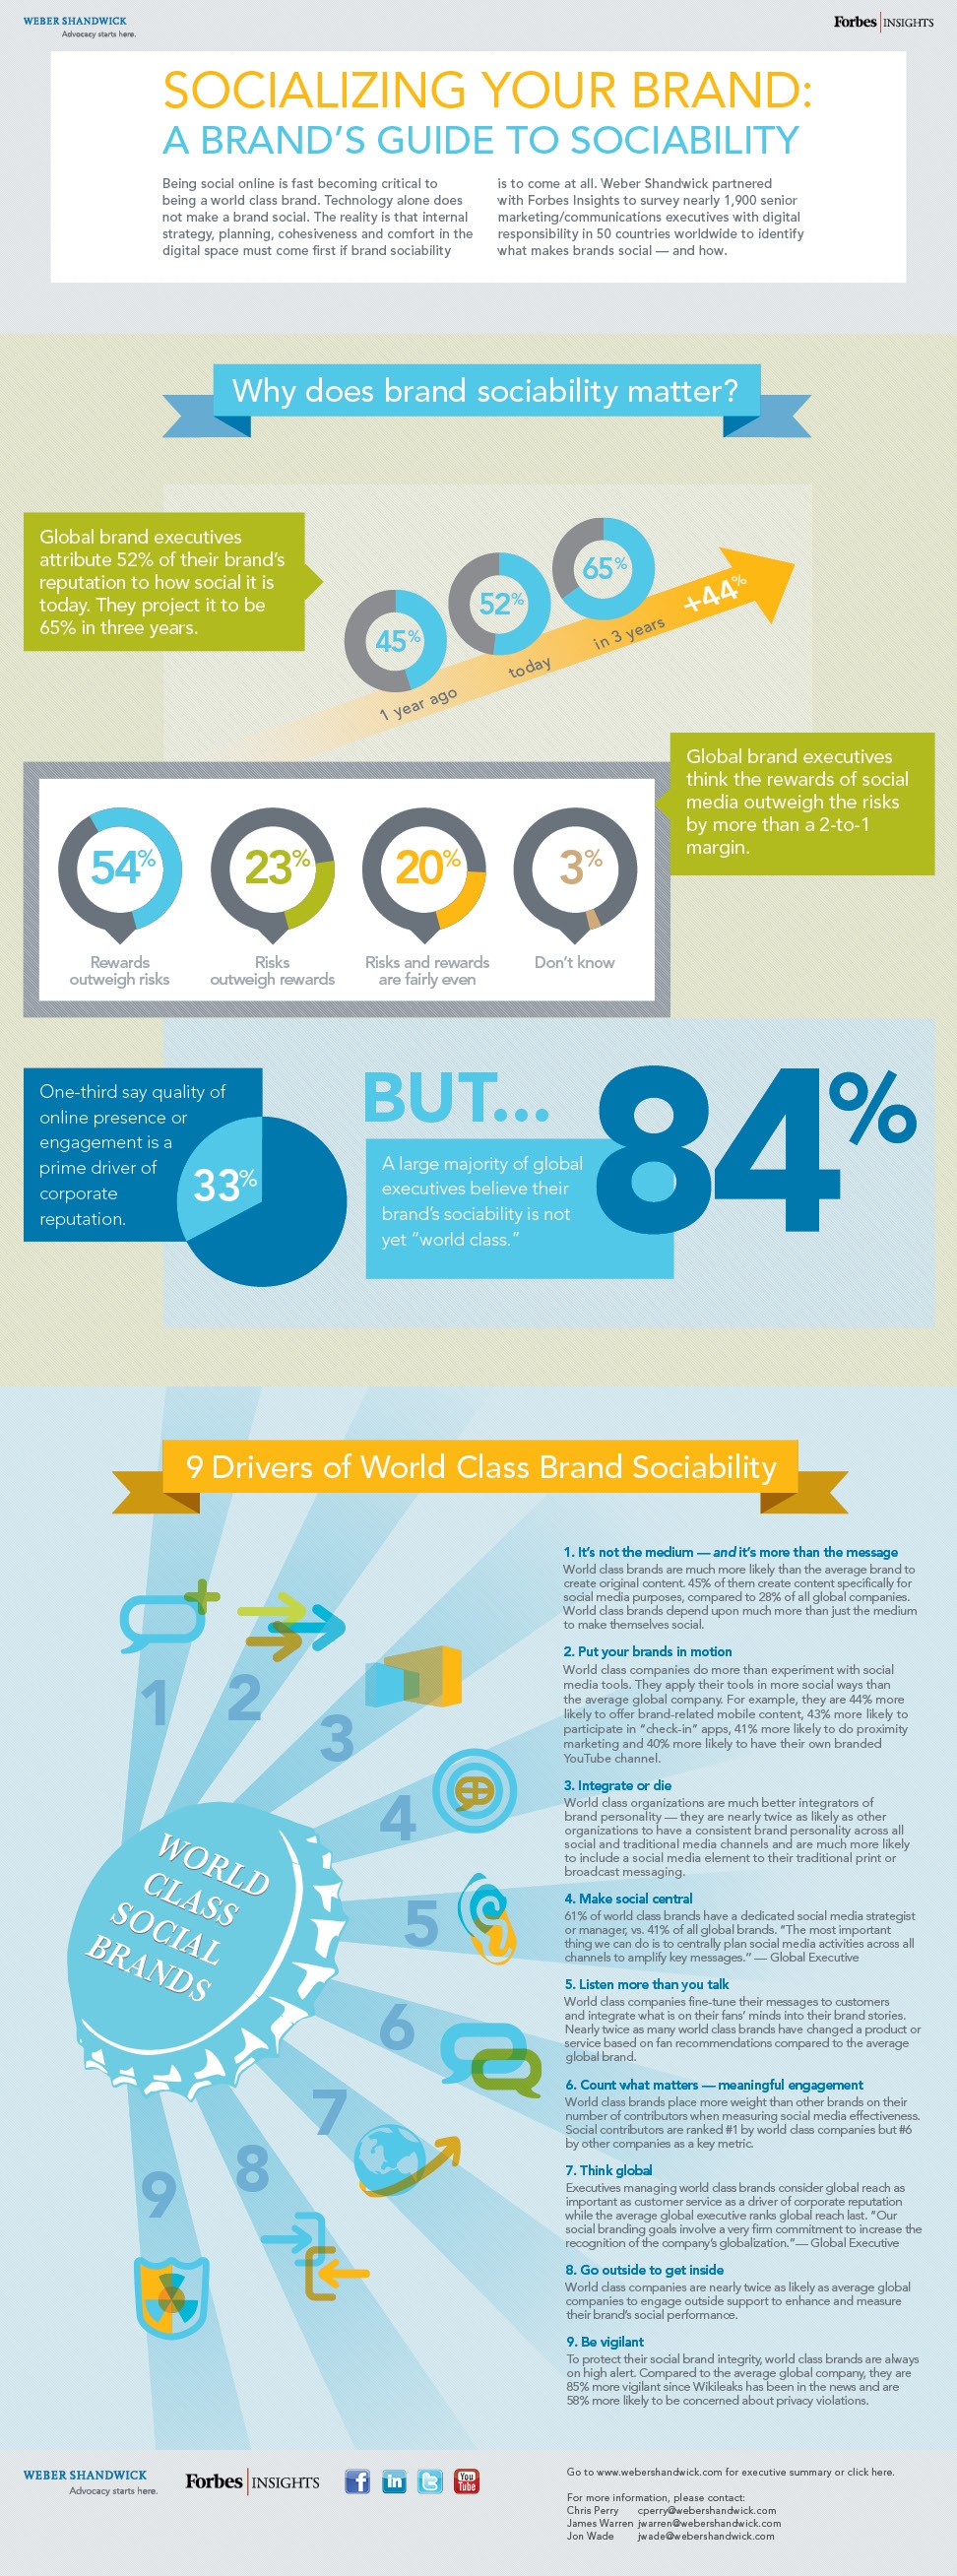 WEBER SHANDWICK
Advocacy starts here.
Forbes INSIGHTS
SOCIALIZING YOUR BRAND:
A BRAND'S GUIDE TO SOCIABILITY
Being social online is fast becoming critical to
being a world class brand. Technology alone does
not make a brand social. The reality is that internal
strategy, planning, cohesiveness and comfort in the
digital space must come first if brand sociability
is to come at all. Weber Shandwick partnered
with Forbes Insights to survey nearly 1,900 senior
marketing/communications executives with digital
responsibility in 50 countries worldwide to identify
what makes brands social — and how.
Why does brand sociability matter?
Global brand executives
attribute 52% of their brand's
reputation to how social it is
today. They project it to be
65% in three years.
45%
52%
65%
+44%
1 year ago
today
in 3 years
Global brand executives
think the rewards of social
media outweigh the risks
by more than a 2-to-1
margin.
54%
23%
20%
3%
Rewards
outweigh risks
Risks
outweigh rewards
Risks and rewards
are fairly even
Don't know
One-third say quality of
online presence or
engagement is a
prime driver of
corporate
reputation.
33%
BUT...
84%
A large majority of global
executives believe their
brand's sociability is not
yet "world class."
9 Drivers of World Class Brand Sociability
1
2
3
4
5
6
7
8
9
WORLD
CLASS
SOCIAL
BRANDS
1. It's not the medium — and it's more than the message
World class brands are much more likely than the average brand to
create original content. 45% of them create content specifically for
social media purposes, compared to 28% of all global companies.
World class brands depend upon much more than just the medium
to make themselves social.
2. Put your brands in motion
World class companies do more than experiment with social
media tools. They apply their tools in more social ways than
the average global company. For example, they are 44% more
likely to offer brand-related mobile content, 43% more likely to
participate in "check-in" apps, 41% more likely to do proximity
marketing and 40% more likely to have their own branded
YouTube channel.
3. Integrate or die
World class organizations are much better integrators of
brand personality — they are nearly twice as likely as other
organizations to have a consistent brand personality across all
social and traditional media channels and are much more likely
to include a social media element to their traditional print or
broadcast messaging.
4. Make social central
61% of world class brands have a dedicated social media strategist
or manager, vs. 41% of all global brands. "The most important
thing we can do is to centrally plan social media activities across all
channels to amplify key messages." — Global Executive
5. Listen more than you talk
World class companies fine-tune their messages to customers
and integrate what is on their fans' minds into their brand stories.
Nearly twice as many world class brands have changed a product or
service based on fan recommendations compared to the average
global brand.
6. Count what matters — meaningful engagement
World class brands place more weight than other brands on their
number of contributors when measuring social media effectiveness.
Social contributors are ranked #1 by world class companies but #6
by other companies as a key metric.
7. Think global
Executives managing world class brands consider global reach as
important as customer service as a driver of corporate reputation
while the average global executive ranks global reach last. "Our
social branding goals involve a very firm commitment to increase the
recognition of the company's globalization."— Global Executive
8. Go outside to get inside
World class companies are nearly twice as likely as average global
companies to engage outside support to enhance and measure
their brand's social performance.
9. Be vigilant
To protect their social brand integrity, world class brands are always
on high alert. Compared to the average global company, they are
85% more vigilant since Wikileaks has been in the news and are
58% more likely to be concerned about privacy violations.
WEBER SHANDWICK
Advocacy starts here.
Forbes INSIGHTS
f
in
t
You
Tube
Go to www.webershandwick.com for executive summary or click here.
For more information, please contact:
Chris Perry cperry@webershandwick.com
James Warren jwarren@webershandwick.com
Jon Wade jwade@webershandwick.com